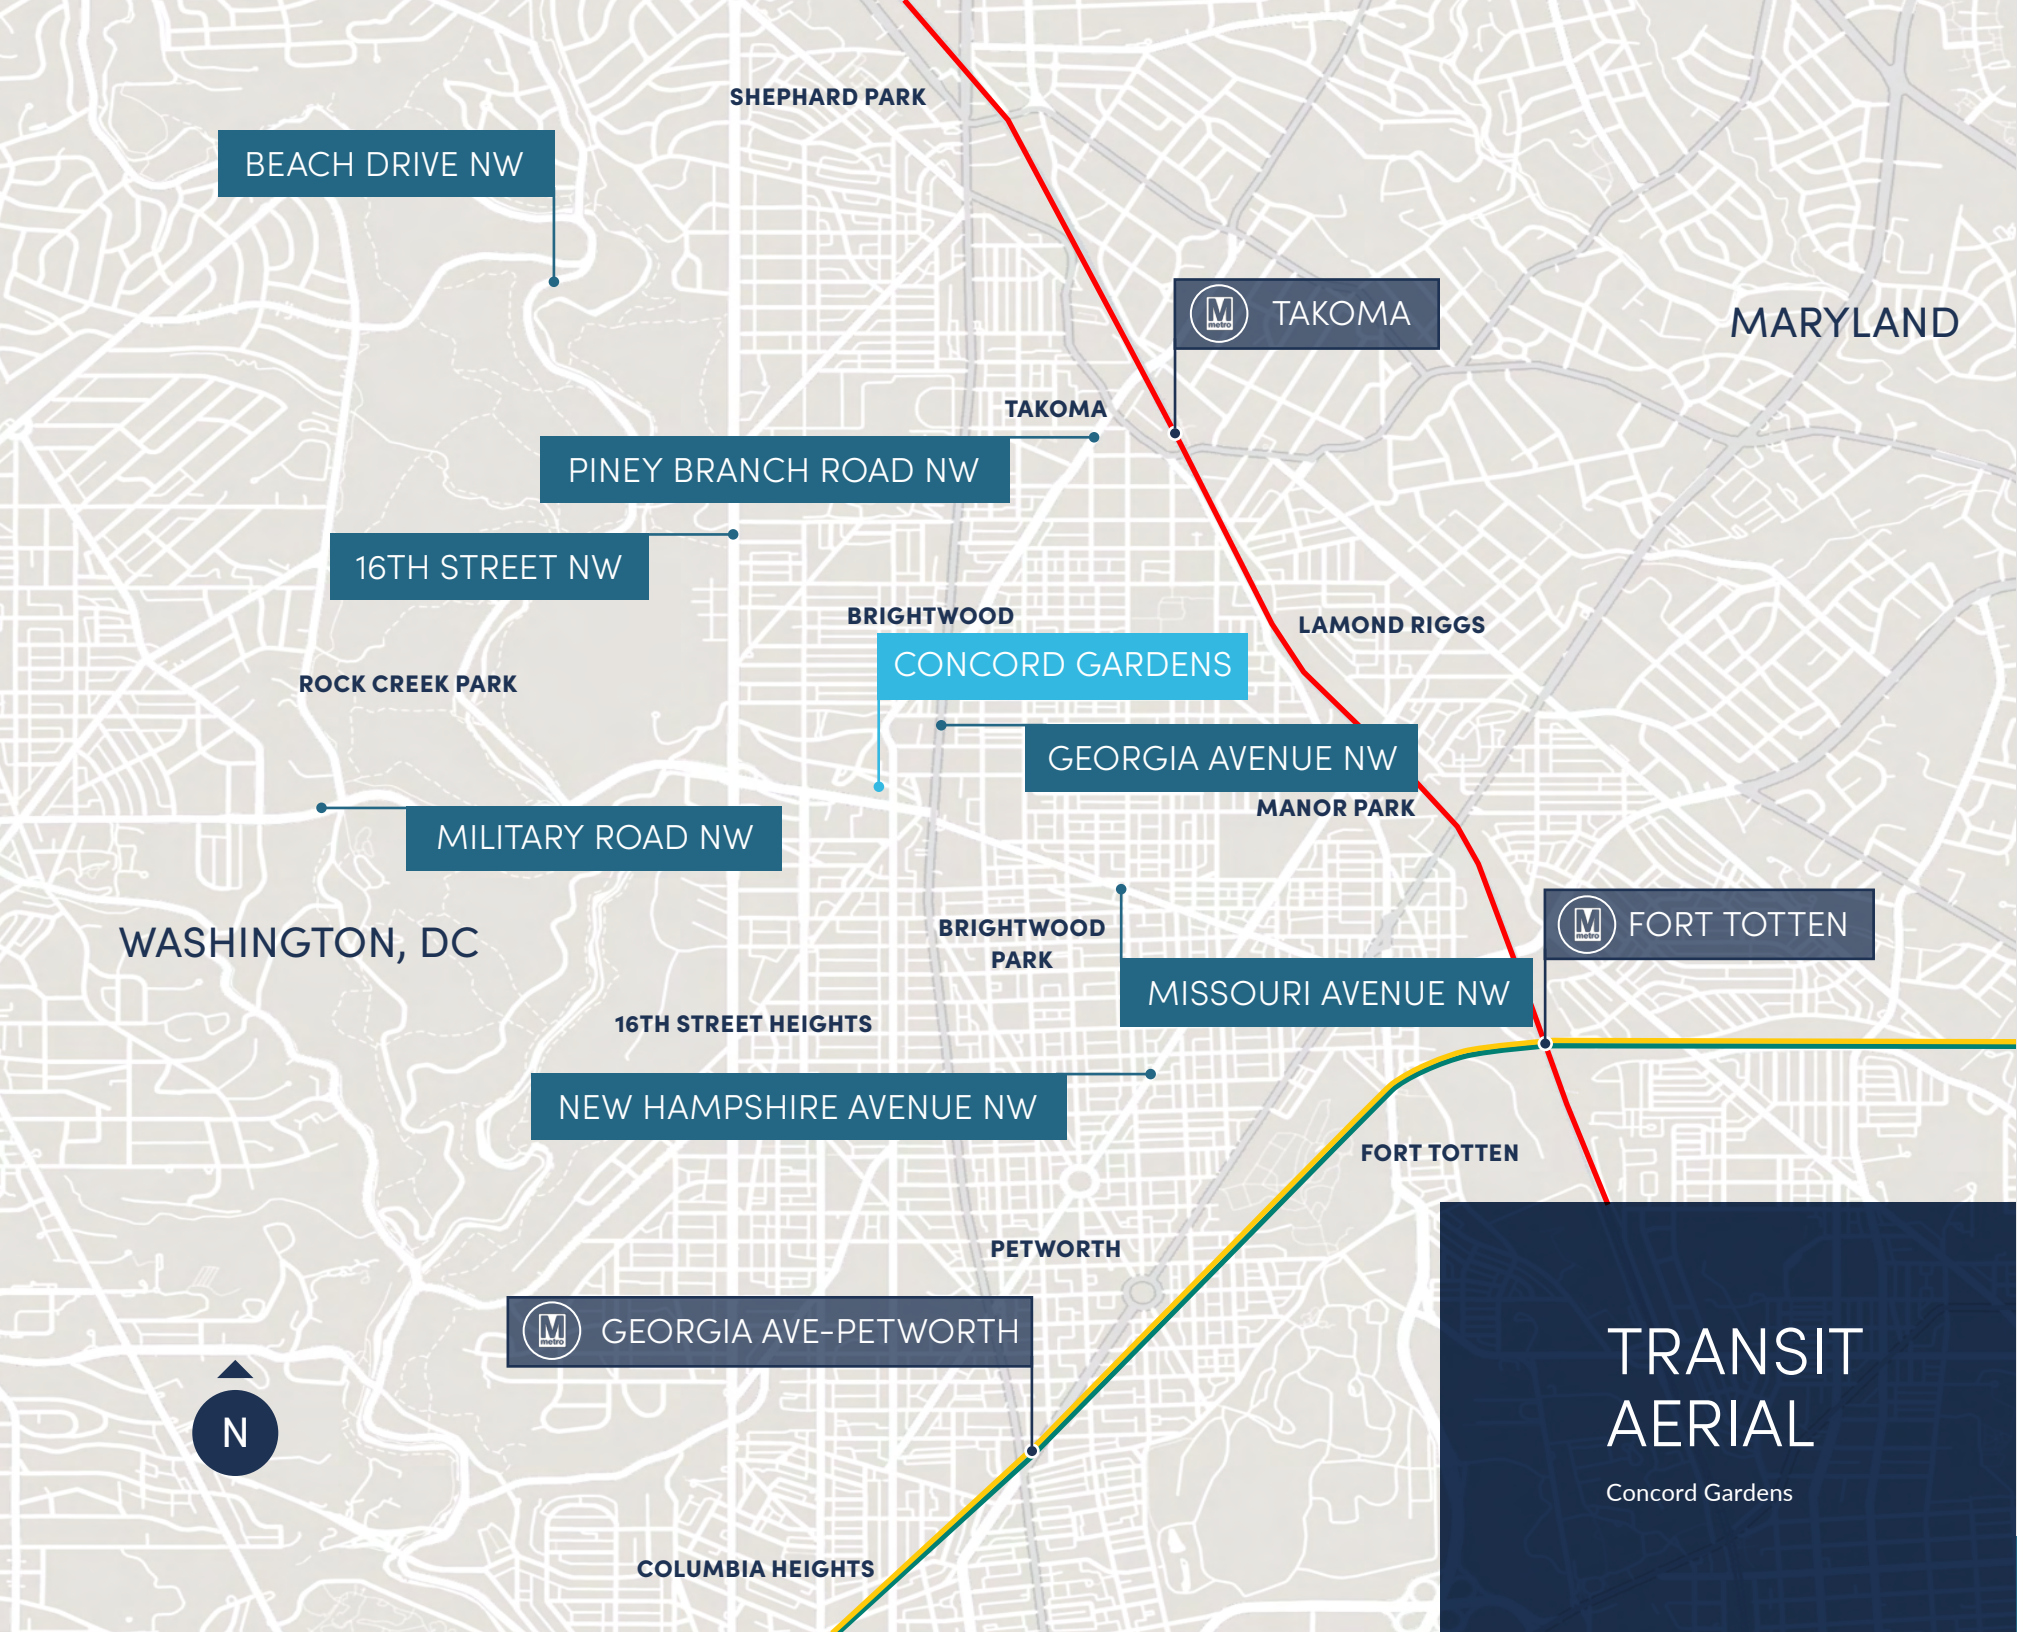 SHEPHARD PARK
BEACH DRIVE NW
M
metro
TAKOMA
MARYLAND
TAKOMA
PINEY BRANCH ROAD NW
16TH STREET NW
BRIGHTWOOD
LAMOND RIGGS
CONCORD GARDENS
ROCK CREEK PARK
GEORGIA AVENUE NW
MANOR PARK
MILITARY ROAD NW
M
metro
FORT TOTTEN
WASHINGTON, DC
BRIGHTWOOD
PARK
MISSOURI AVENUE NW
16TH STREET HEIGHTS
NEW HAMPSHIRE AVENUE NW
FORT TOTTEN
PETWORTH
M
metro
GEORGIA AVE-PETWORTH
N
TRANSIT
AERIAL
Concord Gardens
COLUMBIA HEIGHTS